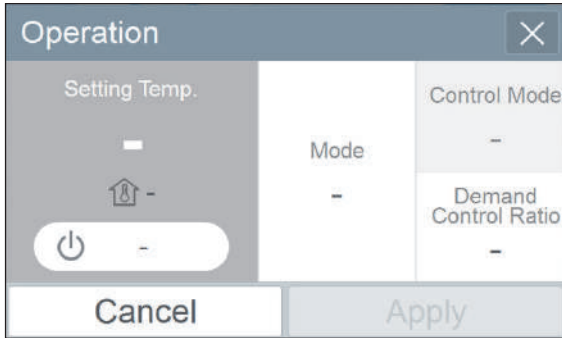 Operation
Setting Temp.
-
-
-
Mode
-
Control Mode
-
Demand
Control Ratio
-
Cancel
Apply